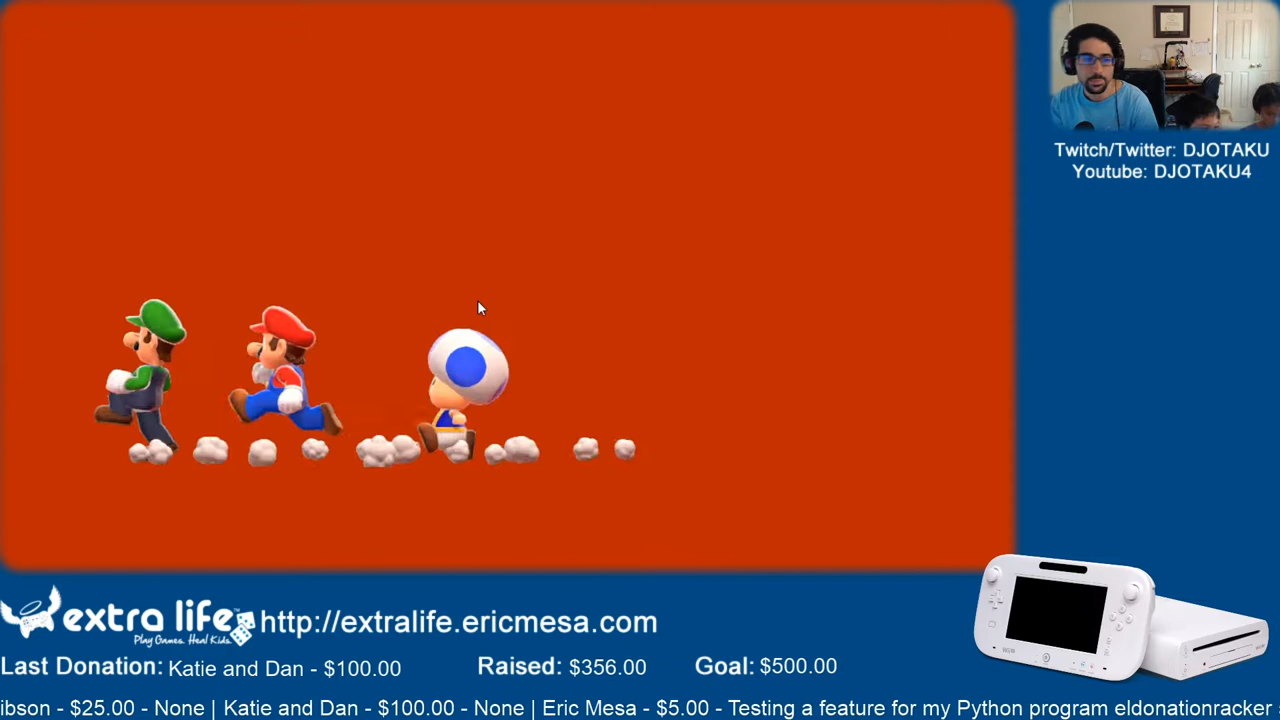 Twitch/Twitter: DJOTAKU
Youtube: DJOTAKU4
extra life
Play Games. Heal Kids.
http://extralife.ericmesa.com
Last Donation: Katie and Dan - $100.00 Raised: $356.00 Goal: $500.00
ibson - $25.00 - None | Katie and Dan - $100.00 - None | Eric Mesa - $5.00 - Testing a feature for my Python program eldonationracker